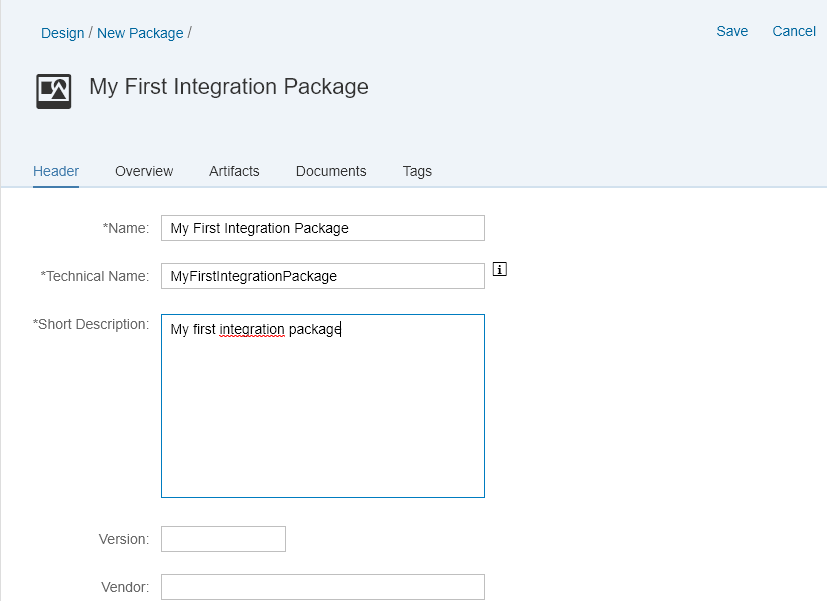 Design / New Package /
Save Cancel
My First Integration Package
Header Overview Artifacts Documents Tags
*Name: My First Integration Package
*Technical Name: MyFirstIntegrationPackage
*Short Description: My first integration package
Version:
Vendor: